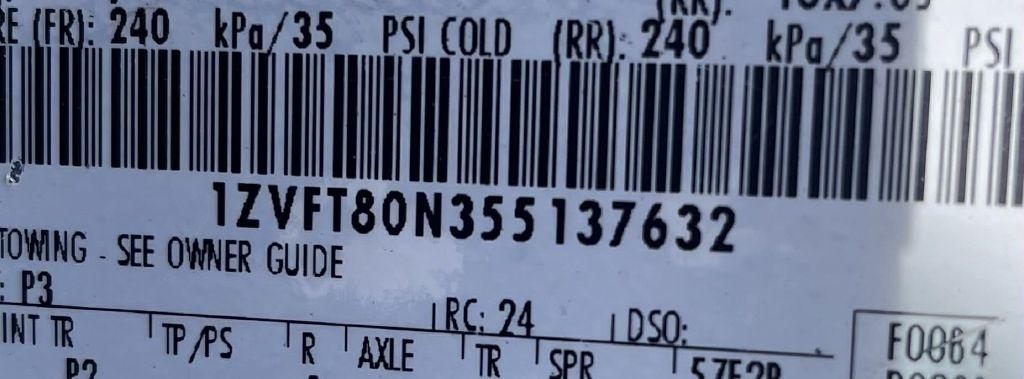 RE (FR): 240 kPa/35 PSI COLD (RR): 240 kPa/35 PSI
1ZVFT80N355137632
TOWING - SEE OWNER GUIDE
: P3
RC: 24 DSO:
INT TR TP/PS R AXLE TR SPR
F0064
P2